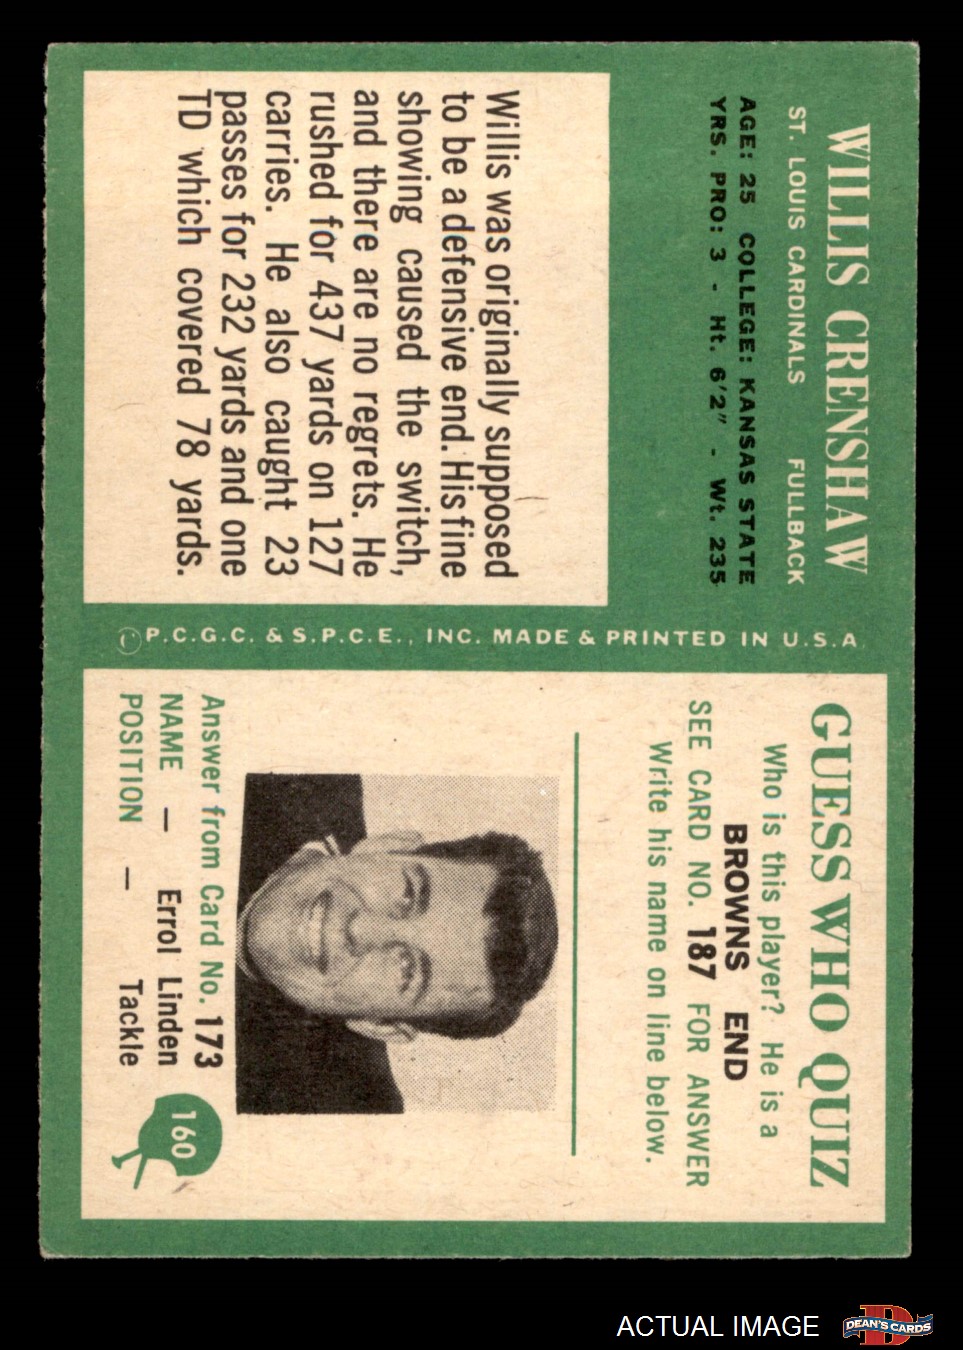 WILLIS CRENSHAW
ST. LOUIS CARDINALS FULLBACK
AGE: 25 COLLEGE: KANSAS STATE
YRS. PRO: 3 - Ht. 6'2" - Wt. 235
Willis was originally supposed
to be a defensive end. His fine
showing caused the switch,
and there are no regrets. He
rushed for 437 yards on 127
carries. He also caught 23
passes for 232 yards and one
TD which covered 78 yards.
© P.C.G.C. & S.P.C.E., INC. MADE & PRINTED IN U.S.A
GUESS WHO QUIZ
Who is this player? He is a
BROWNS END
SEE CARD NO. 187 FOR ANSWER
Write his name on line below.
Answer from Card No. 173
NAME — Errol Linden
POSITION — Tackle
160
ACTUAL IMAGE
DEAN'S CARDS